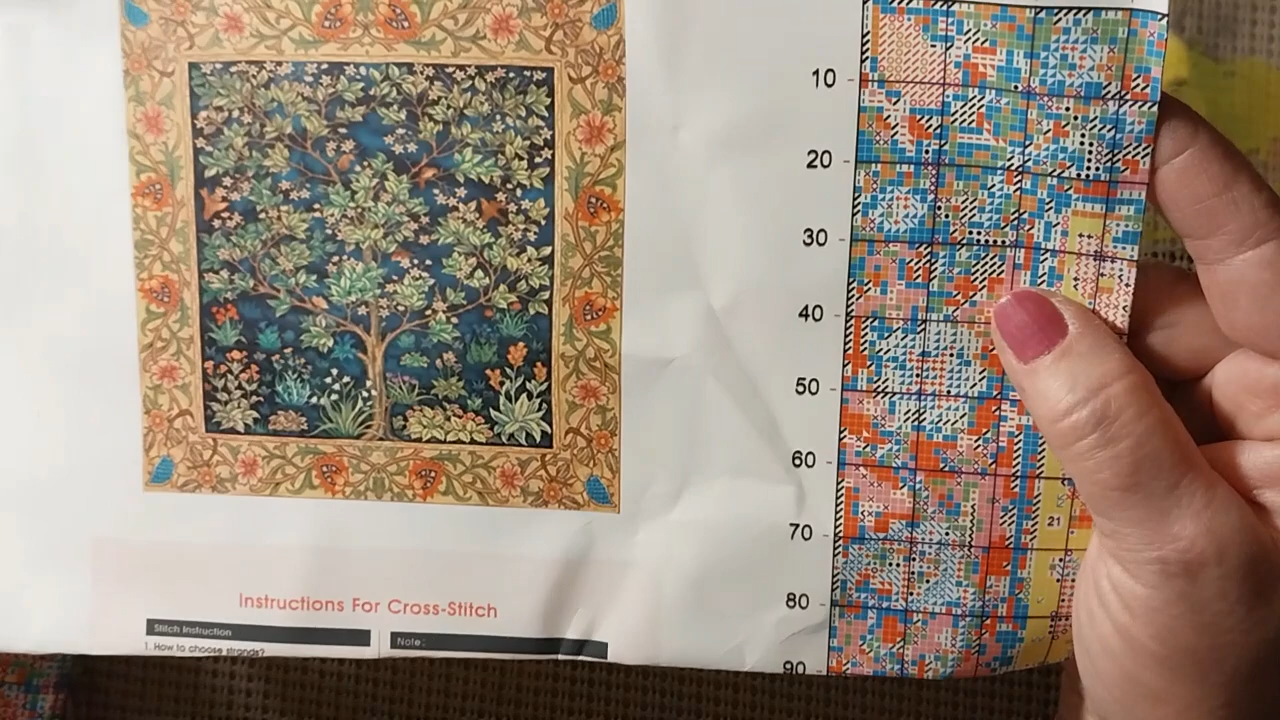 10
20
30
40
50
60
70
80
90
21
Instructions For Cross-Stitch
Stitch Instruction
1. How to choose strands?
Note: